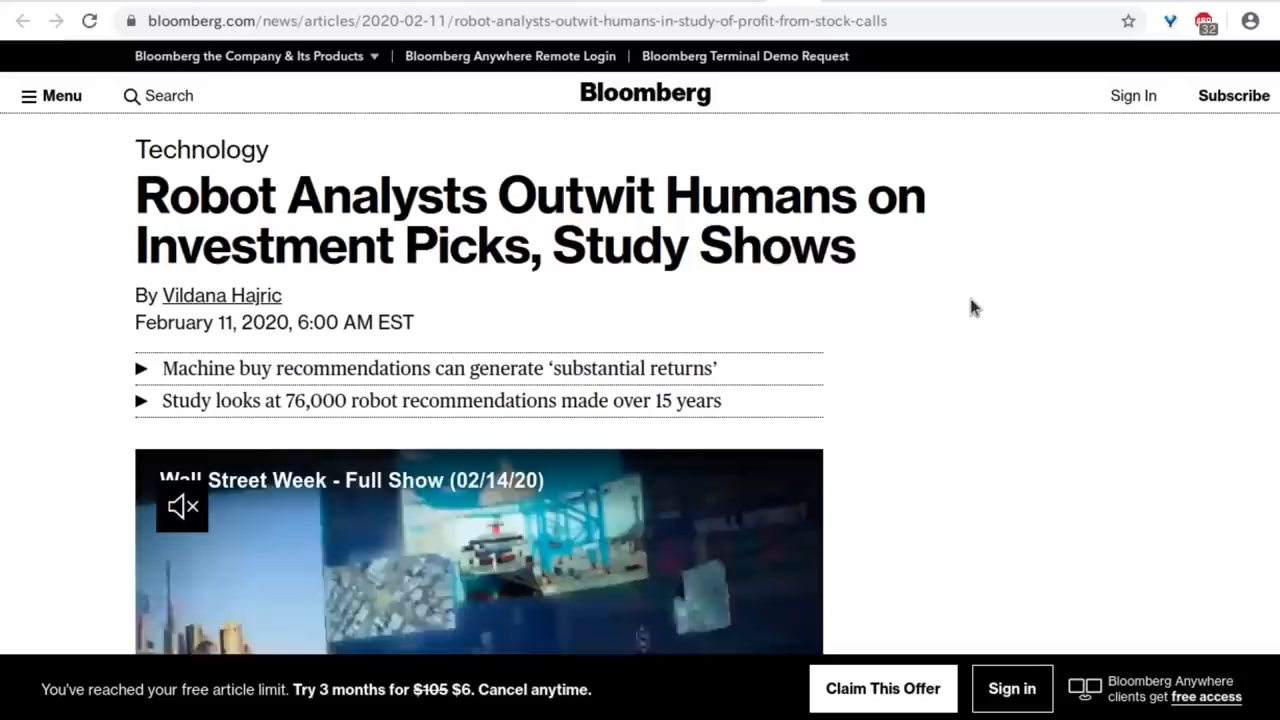 bloomberg.com/news/articles/2020-02-11/robot-analysts-outwit-humans-in-study-of-profit-from-stock-calls
32
Bloomberg the Company & Its Products
Bloomberg Anywhere Remote Login
Bloomberg Terminal Demo Request
Menu
Search
Bloomberg
Sign In
Subscribe
Technology
Robot Analysts Outwit Humans on
Investment Picks, Study Shows
By Vildana Hajric
February 11, 2020, 6:00 AM EST
Machine buy recommendations can generate ‘substantial returns’
Study looks at 76,000 robot recommendations made over 15 years
Wall Street Week - Full Show (02/14/20)
You've reached your free article limit. Try 3 months for $105 $6. Cancel anytime.
Claim This Offer
Sign in
Bloomberg Anywhere
clients get free access